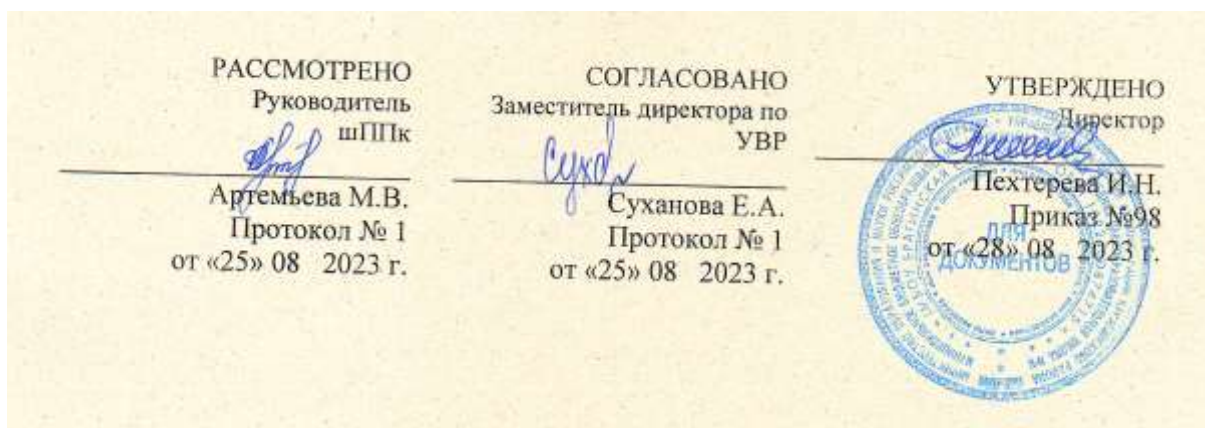 РАССМОТРЕНО
Руководитель
шППк
Артемьева М.В.
Протокол № 1
от «25» 08 2023 г.
СОГЛАСОВАНО
Заместитель директора по
УВР
Сухов
Суханова Е.А.
Протокол № 1
от «25» 08 2023 г.
УТВЕРЖДЕНО
Директор
Пехтерева И.Н.
Приказ №98
от «28» 08 2023 г.
ДЛЯ
ДОКУМЕНТОВ